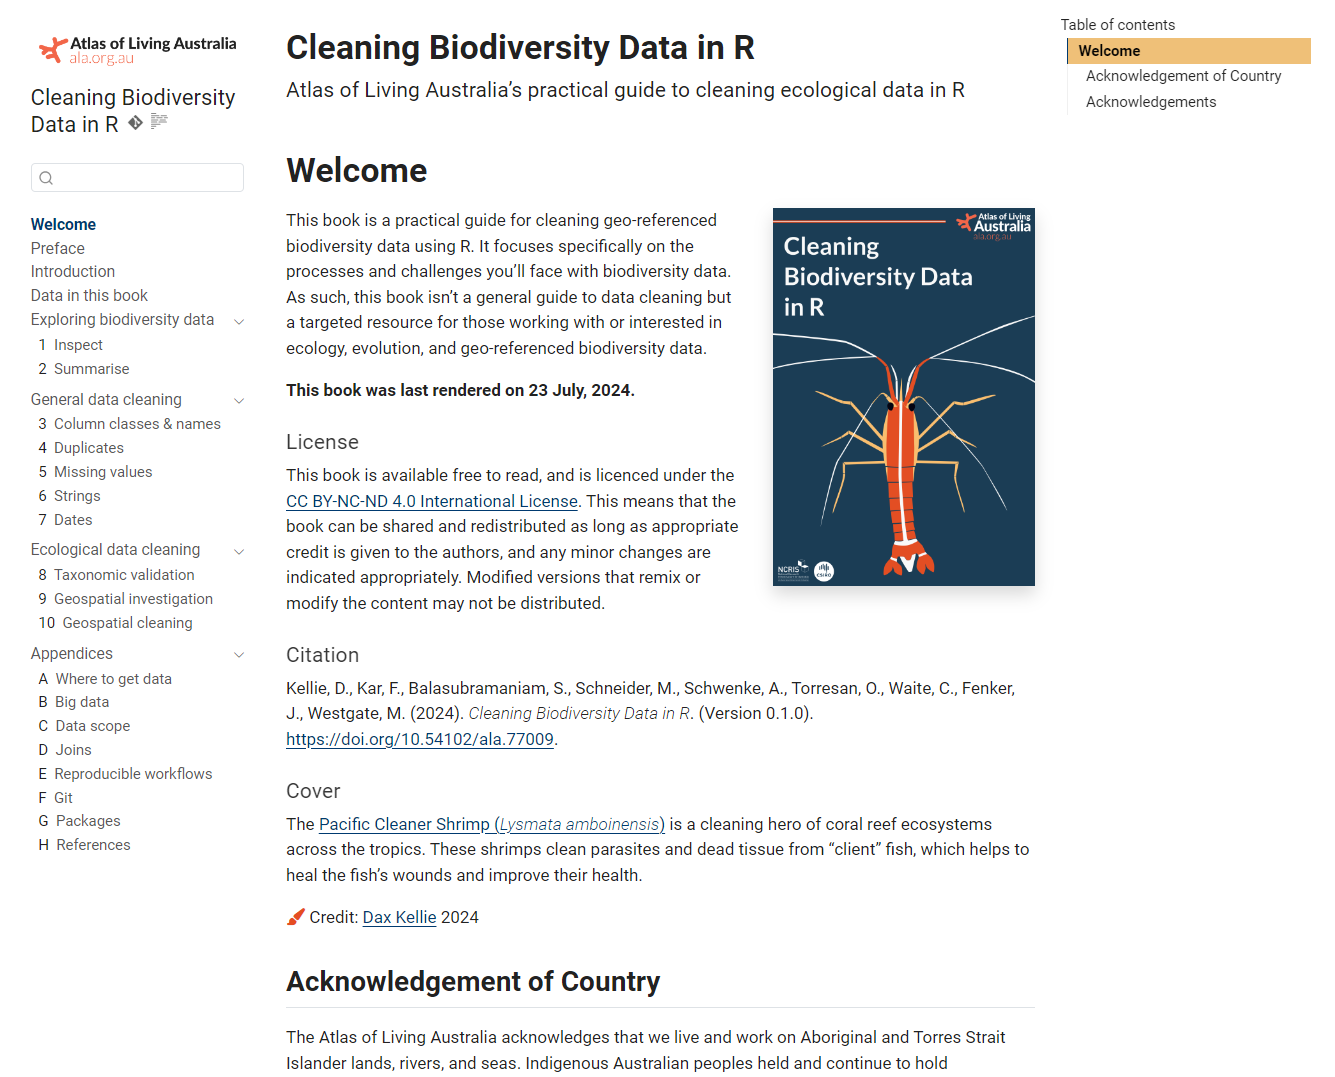 Atlas of Living Australia
ala.org.au
Cleaning Biodiversity
Data in R
Welcome
Preface
Introduction
Data in this book
Exploring biodiversity data
1 Inspect
2 Summarise
General data cleaning
3 Column classes & names
4 Duplicates
5 Missing values
6 Strings
7 Dates
Ecological data cleaning
8 Taxonomic validation
9 Geospatial investigation
10 Geospatial cleaning
Appendices
A Where to get data
B Big data
C Data scope
D Joins
E Reproducible workflows
F Git
G Packages
H References
Cleaning Biodiversity Data in R
Atlas of Living Australia’s practical guide to cleaning ecological data in R
Welcome
This book is a practical guide for cleaning geo-referenced
biodiversity data using R. It focuses specifically on the
processes and challenges you’ll face with biodiversity data.
As such, this book isn’t a general guide to data cleaning but
a targeted resource for those working with or interested in
ecology, evolution, and geo-referenced biodiversity data.
This book was last rendered on 23 July, 2024.
License
This book is available free to read, and is licenced under the
CC BY-NC-ND 4.0 International License. This means that the
book can be shared and redistributed as long as appropriate
credit is given to the authors, and any minor changes are
indicated appropriately. Modified versions that remix or
modify the content may not be distributed.
Atlas of Living
Australia
ala.org.au
Cleaning
Biodiversity Data
in R
NCRIS
CSIRO
Citation
Kellie, D., Kar, F., Balasubramaniam, S., Schneider, M., Schwenke, A., Torresan, O., Waite, C., Fenker,
J., Westgate, M. (2024). Cleaning Biodiversity Data in R. (Version 0.1.0).
https://doi.org/10.54102/ala.77009.
Cover
The Pacific Cleaner Shrimp (Lysmata amboinensis) is a cleaning hero of coral reef ecosystems
across the tropics. These shrimps clean parasites and dead tissue from “client” fish, which helps to
heal the fish’s wounds and improve their health.
Credit: Dax Kellie 2024
Acknowledgement of Country
The Atlas of Living Australia acknowledges that we live and work on Aboriginal and Torres Strait
Islander lands, rivers, and seas. Indigenous Australian peoples held and continue to hold
Table of contents
Welcome
Acknowledgement of Country
Acknowledgements